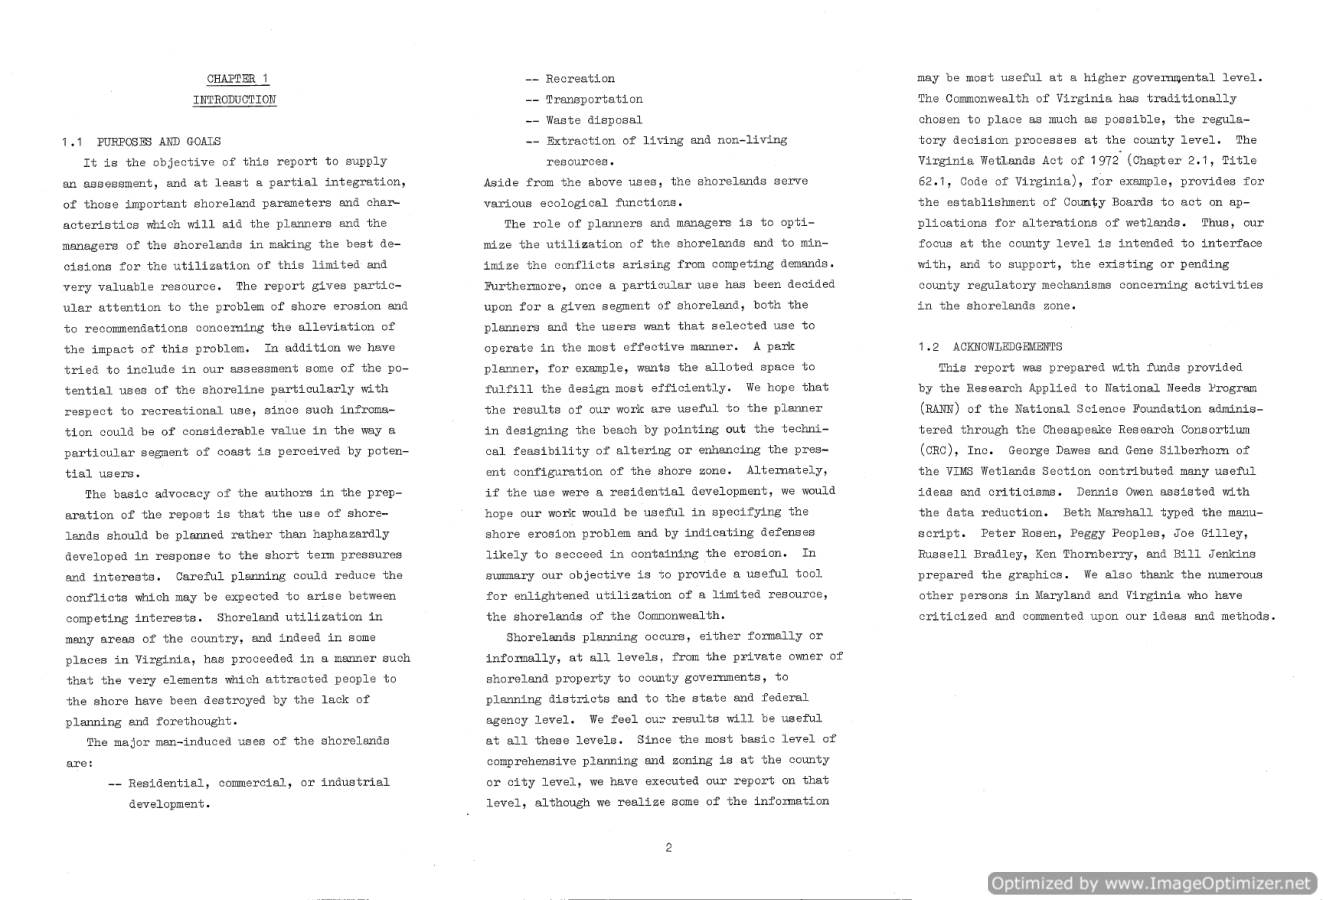 CHAPTER 1
INTRODUCTION
1.1 PURPOSES AND GOALS
It is the objective of this report to supply
an assessment, and at least a partial integration,
of those important shoreland parameters and char-
acteristics which will aid the planners and the
managers of the shorelands in making the best de-
cisions for the utilization of this limited and
very valuable resource. The report gives partic-
ular attention to the problem of shore erosion and
to recommendations concerning the alleviation of
the impact of this problem. In addition we have
tried to include in our assessment some of the po-
tential uses of the shoreline particularly with
respect to recreational use, since such infroma-
tion could be of considerable value in the way a
particular segment of coast is perceived by poten-
tial users.
The basic advocacy of the authors in the prep-
aration of the repost is that the use of shore-
lands should be planned rather than haphazardly
developed in response to the short term pressures
and interests. Careful planning could reduce the
conflicts which may be expected to arise between
competing interests. Shoreland utilization in
many areas of the country, and indeed in some
places in Virginia, has proceeded in a manner such
that the very elements which attracted people to
the shore have been destroyed by the lack of
planning and forethought.
The major man-induced uses of the shorelands
are:
-- Residential, commercial, or industrial
development.
-- Recreation
-- Transportation
-- Waste disposal
-- Extraction of living and non-living
resources.
Aside from the above uses, the shorelands serve
various ecological functions.
The role of planners and managers is to opti-
mize the utilization of the shorelands and to min-
imize the conflicts arising from competing demands.
Furthermore, once a particular use has been decided
upon for a given segment of shoreland, both the
planners and the users want that selected use to
operate in the most effective manner. A park
planner, for example, wants the alloted space to
fulfill the design most efficiently. We hope that
the results of our work are useful to the planner
in designing the beach by pointing out the techni-
cal feasibility of altering or enhancing the pres-
ent configuration of the shore zone. Alternately,
if the use were a residential development, we would
hope our work would be useful in specifying the
shore erosion problem and by indicating defenses
likely to secceed in containing the erosion. In
summary our objective is to provide a useful tool
for enlightened utilization of a limited resource,
the shorelands of the Commonwealth.
Shorelands planning occurs, either formally or
informally, at all levels, from the private owner of
shoreland property to county governments, to
planning districts and to the state and federal
agency level. We feel our results will be useful
at all these levels. Since the most basic level of
comprehensive planning and zoning is at the county
or city level, we have executed our report on that
level, although we realize some of the information
may be most useful at a higher governmental level.
The Commonwealth of Virginia has traditionally
chosen to place as much as possible, the regula-
tory decision processes at the county level. The
Virginia Wetlands Act of 1972 (Chapter 2.1, Title
62.1, Code of Virginia), for example, provides for
the establishment of County Boards to act on ap-
plications for alterations of wetlands. Thus, our
focus at the county level is intended to interface
with, and to support, the existing or pending
county regulatory mechanisms concerning activities
in the shorelands zone.
1.2 ACKNOWLEDGEMENTS
This report was prepared with funds provided
by the Research Applied to National Needs Program
(RANN) of the National Science Foundation adminis-
tered through the Chesapeake Research Consortium
(CRC), Inc. George Dawes and Gene Silberhorn of
the VIMS Wetlands Section contributed many useful
ideas and criticisms. Dennis Owen assisted with
the data reduction. Beth Marshall typed the manu-
script. Peter Rosen, Peggy Peoples, Joe Gilley,
Russell Bradley, Ken Thornberry, and Bill Jenkins
prepared the graphics. We also thank the numerous
other persons in Maryland and Virginia who have
criticized and commented upon our ideas and methods.
2
Optimized by www.ImageOptimizer.net